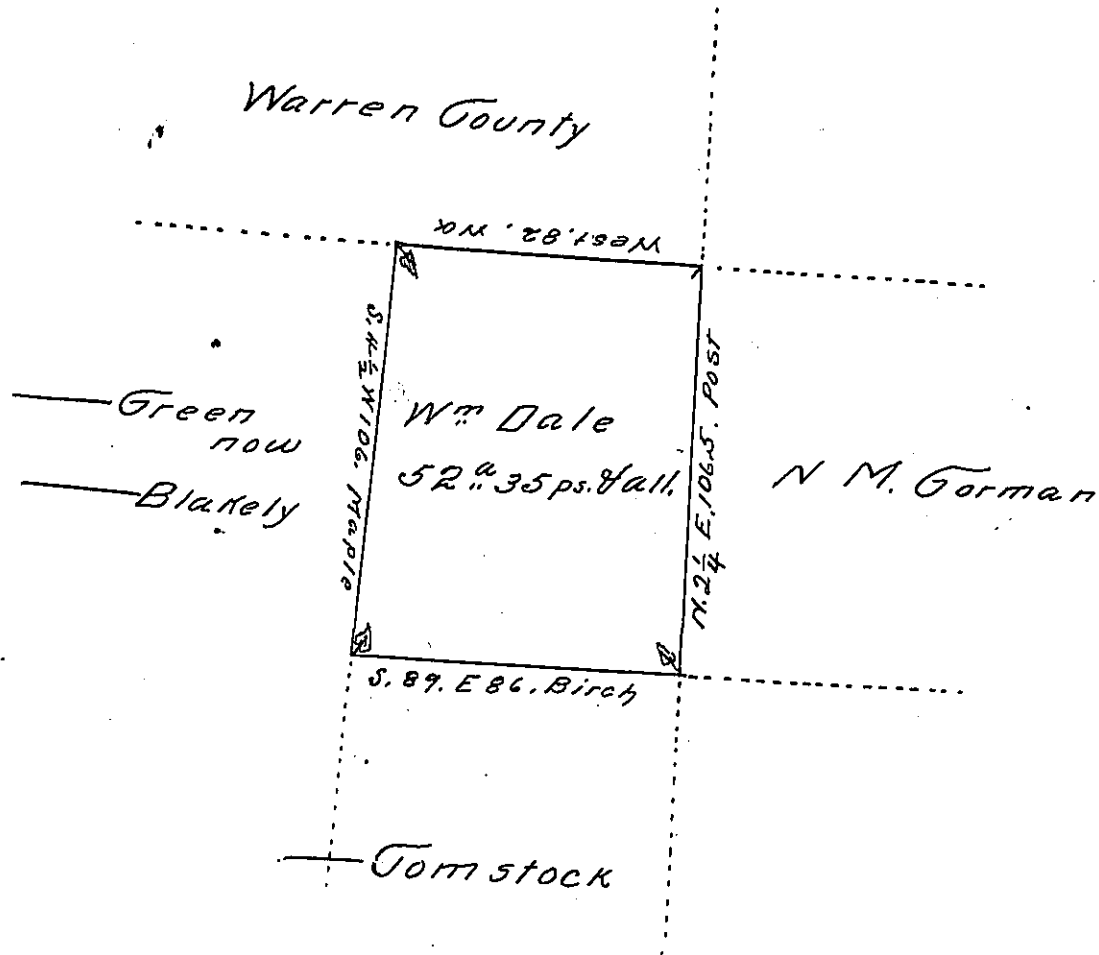 Warren County
West. 82. Wo
S. 4½ W 106. Maple
Green
now
Blakely
Wm Dale
52a 35ps. & all.
N. 2¼ E. 106.5. Post
N M. Gorman
S. 89. E 86. Birch
Comstock